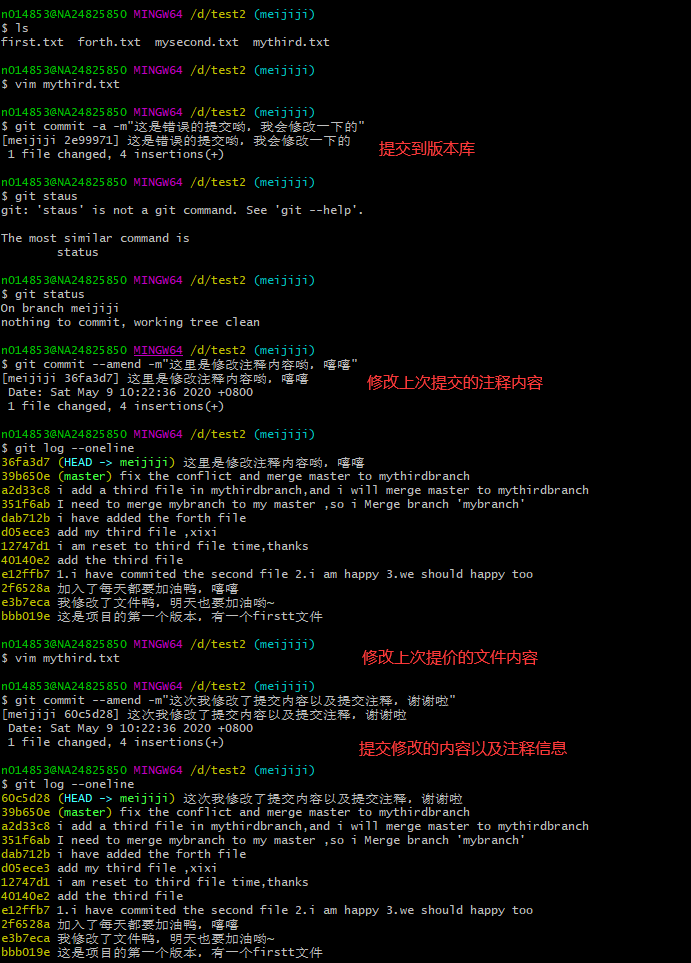 n014853@NA24825850 MINGW64 /d/test2 (meijiji)
$ ls
first.txt  forth.txt  mysecond.txt  mythird.txt
n014853@NA24825850 MINGW64 /d/test2 (meijiji)
$ vim mythird.txt
n014853@NA24825850 MINGW64 /d/test2 (meijiji)
$ git commit -a -m"这是错误的提交哟，我会修改一下的"
[meijiji 2e99971] 这是错误的提交哟，我会修改一下的
1 file changed, 4 insertions(+)
提交到版本库
n014853@NA24825850 MINGW64 /d/test2 (meijiji)
$ git staus
git: 'staus' is not a git command. See 'git --help'.
The most similar command is
status
n014853@NA24825850 MINGW64 /d/test2 (meijiji)
$ git status
On branch meijiji
nothing to commit, working tree clean
n014853@NA24825850 MINGW64 /d/test2 (meijiji)
$ git commit --amend -m"这里是修改注释内容哟，嘻嘻"
[meijiji 36fa3d7] 这里是修改注释内容哟，嘻嘻
修改上次提交的注释内容
Date: Sat May 9 10:22:36 2020 +0800
1 file changed, 4 insertions(+)
n014853@NA24825850 MINGW64 /d/test2 (meijiji)
$ git log --oneline
36fa3d7 (HEAD -> meijiji) 这里是修改注释内容哟，嘻嘻
39b650e (master) fix the conflict and merge master to mythirdbranch
a2d33c8 i add a third file in mythirdbranch,and i will merge master to mythirdbranch
351f6ab I need to merge mybranch to my master ,so i Merge branch 'mybranch'
dab712b i have added the forth file
d05ece3 add my third file ,xixi
12747d1 i am reset to third file time,thanks
40140e2 add the third file
e12ffb7 1.i have commited the second file 2.i am happy 3.we should happy too
2f6528a 加入了每天都要加油鸭，嘻嘻
e3b7eca 我修改了文件鸭，明天也要加油哟~
bbb019e 这是项目的第一个版本，有一个firstt文件
n014853@NA24825850 MINGW64 /d/test2 (meijiji)
$ vim mythird.txt
修改上次提价的文件内容
n014853@NA24825850 MINGW64 /d/test2 (meijiji)
$ git commit --amend -m"这次我修改了提交内容以及提交注释，谢谢啦"
[meijiji 60c5d28] 这次我修改了提交内容以及提交注释，谢谢啦
Date: Sat May 9 10:22:36 2020 +0800
1 file changed, 4 insertions(+)
提交修改的内容以及注释信息
n014853@NA24825850 MINGW64 /d/test2 (meijiji)
$ git log --oneline
60c5d28 (HEAD -> meijiji) 这次我修改了提交内容以及提交注释，谢谢啦
39b650e (master) fix the conflict and merge master to mythirdbranch
a2d33c8 i add a third file in mythirdbranch,and i will merge master to mythirdbranch
351f6ab I need to merge mybranch to my master ,so i Merge branch 'mybranch'
dab712b i have added the forth file
d05ece3 add my third file ,xixi
12747d1 i am reset to third file time,thanks
40140e2 add the third file
e12ffb7 1.i have commited the second file 2.i am happy 3.we should happy too
2f6528a 加入了每天都要加油鸭，嘻嘻
e3b7eca 我修改了文件鸭，明天也要加油哟~
bbb019e 这是项目的第一个版本，有一个firstt文件